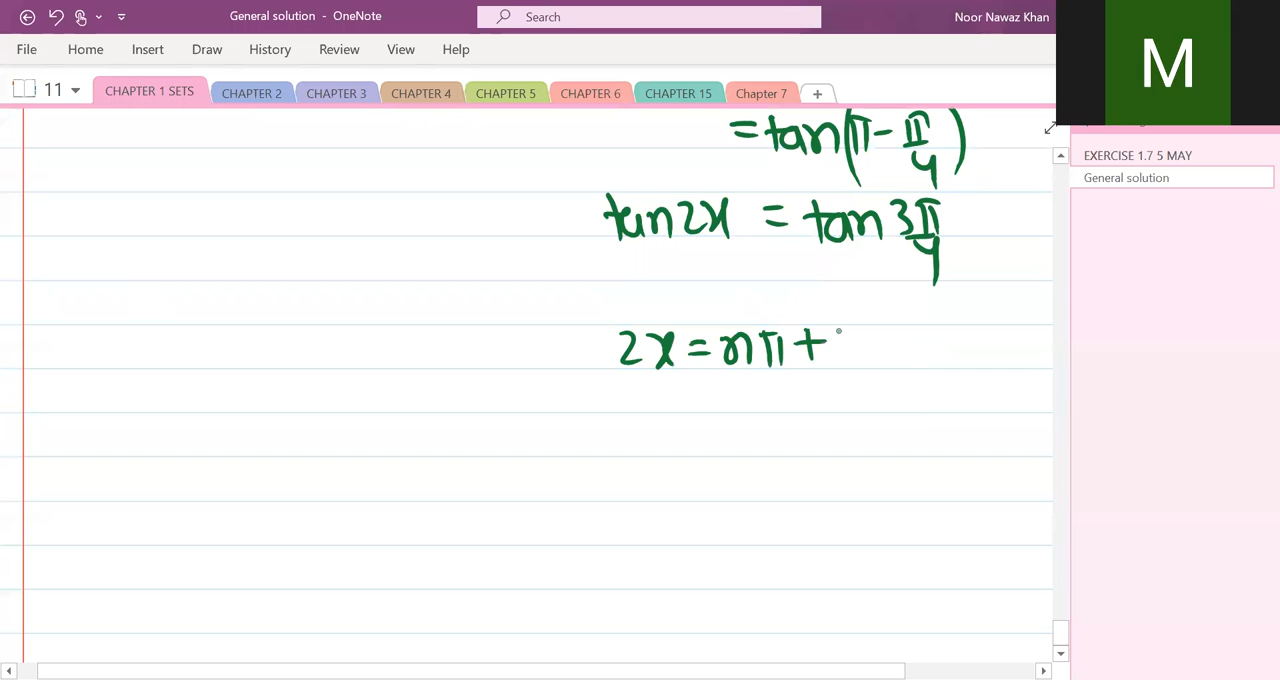 General solution - OneNote
Search
Noor Nawaz Khan
M
File Home Insert Draw History Review View Help
11 CHAPTER 1 SETS CHAPTER 2 CHAPTER 3 CHAPTER 4 CHAPTER 5 CHAPTER 6 CHAPTER 15 Chapter 7 +
= tan(π - π/4)
tan 2x = tan 3π/4
2x = nπ +
EXERCISE 1.7 5 MAY
General solution